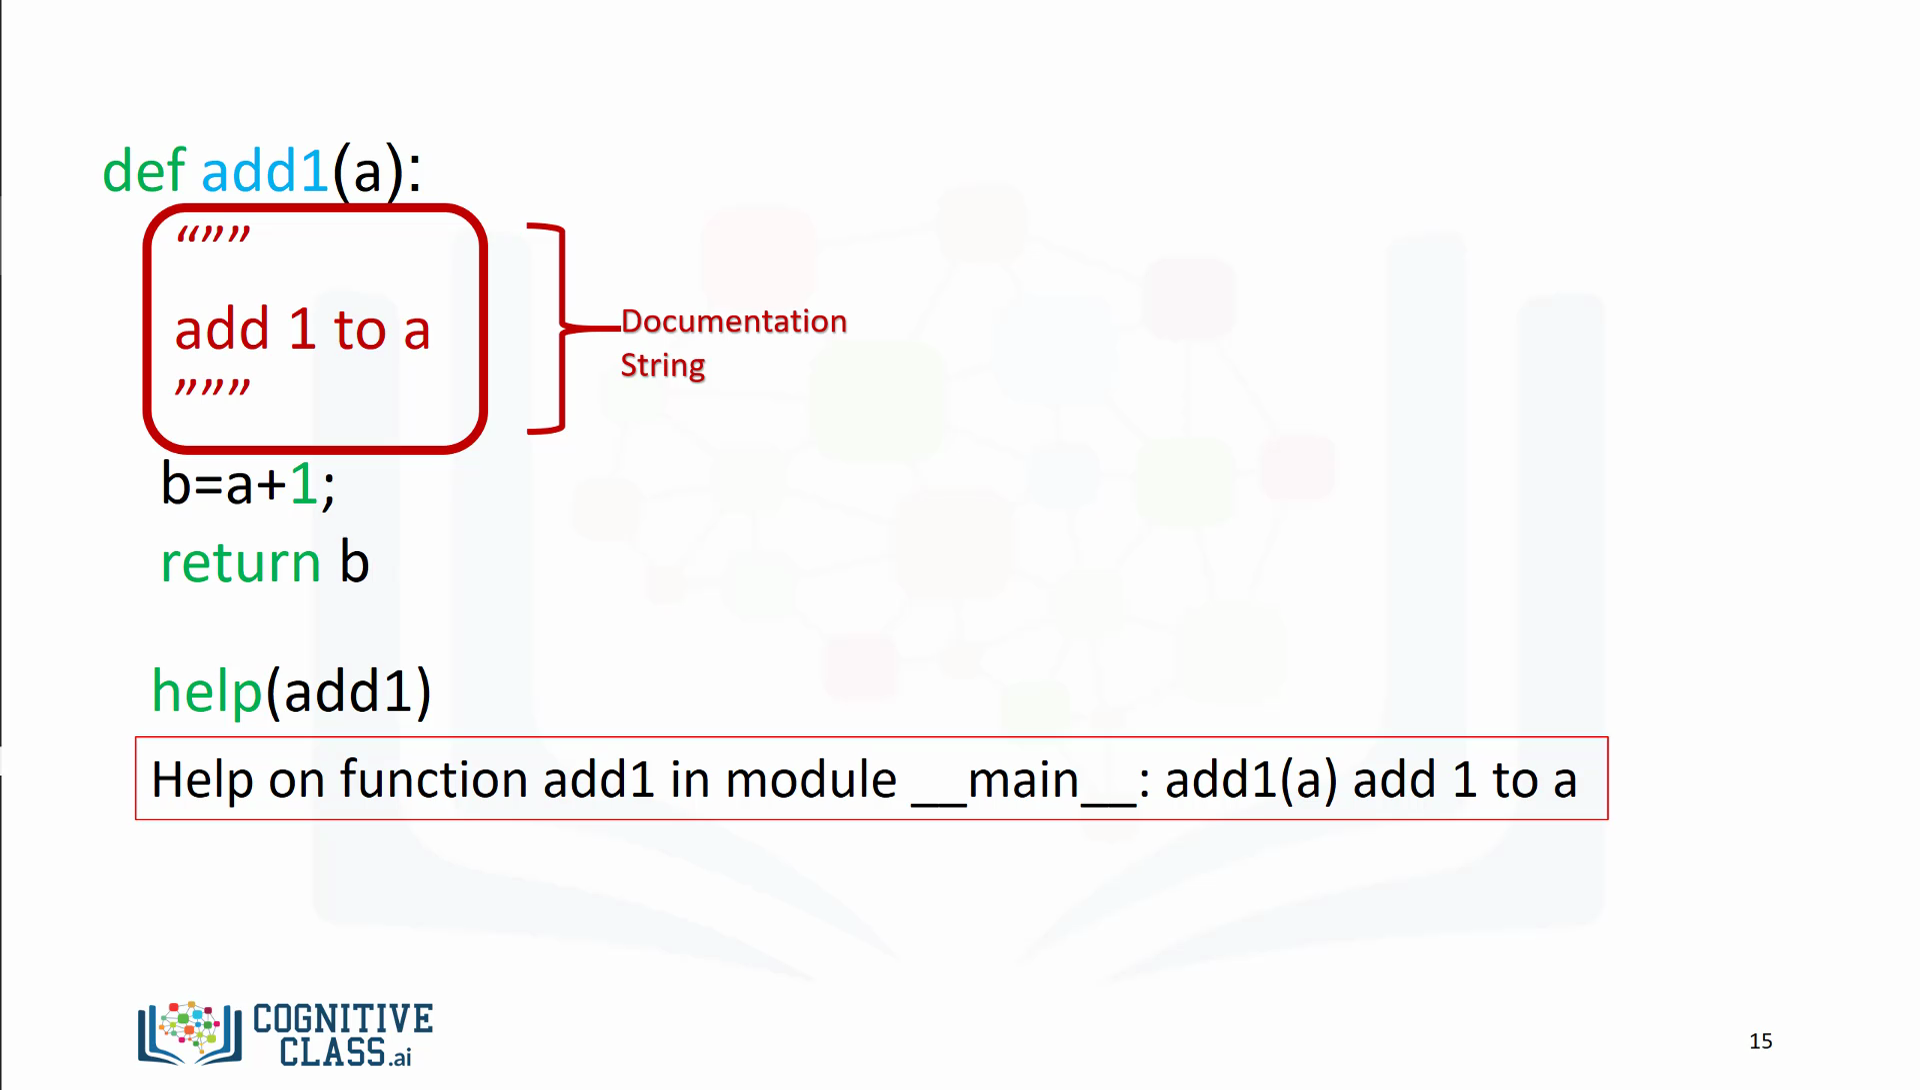 def add1(a):
“””
add 1 to a
”””
Documentation
String
b=a+1;
return b
help(add1)
Help on function add1 in module __main__: add1(a) add 1 to a
COGNITIVE
CLASS.ai
15